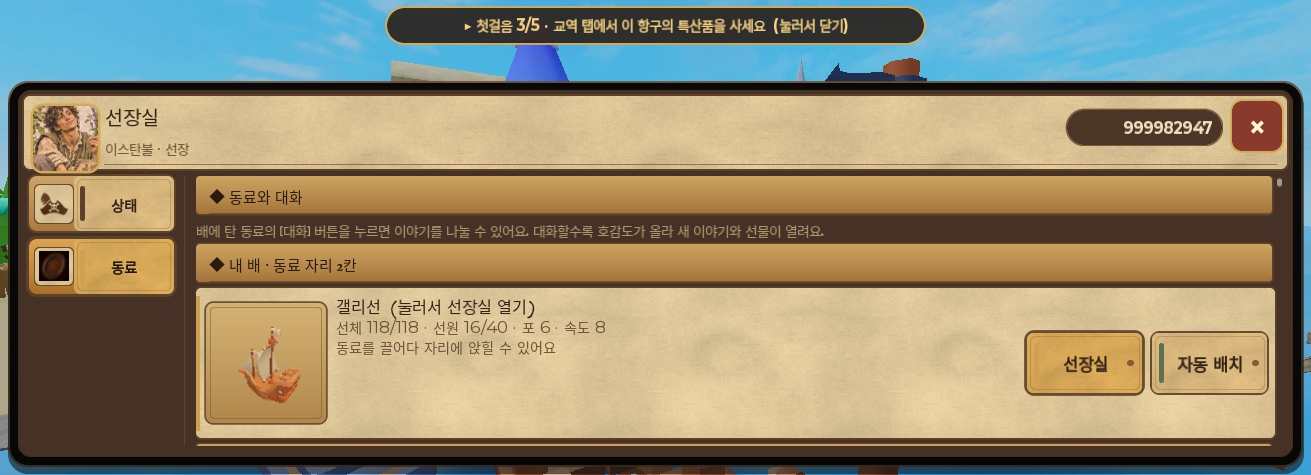 ▸ 첫걸음 3/5 · 교역 탭에서 이 항구의 특산품을 사세요 (눌러서 닫기)
선장실
이스탄불 · 선장
999982947
×
상태
동료
◆ 동료와 대화
배에 탄 동료의 [대화] 버튼을 누르면 이야기를 나눌 수 있어요. 대화할수록 호감도가 올라 새 이야기와 선물이 열려요.
◆ 내 배 · 동료 자리 2칸
갤리선 (눌러서 선장실 열기)
선체 118/118 · 선원 16/40 · 포 6 · 속도 8
동료를 끌어다 자리에 앉힐 수 있어요
선장실
자동 배치